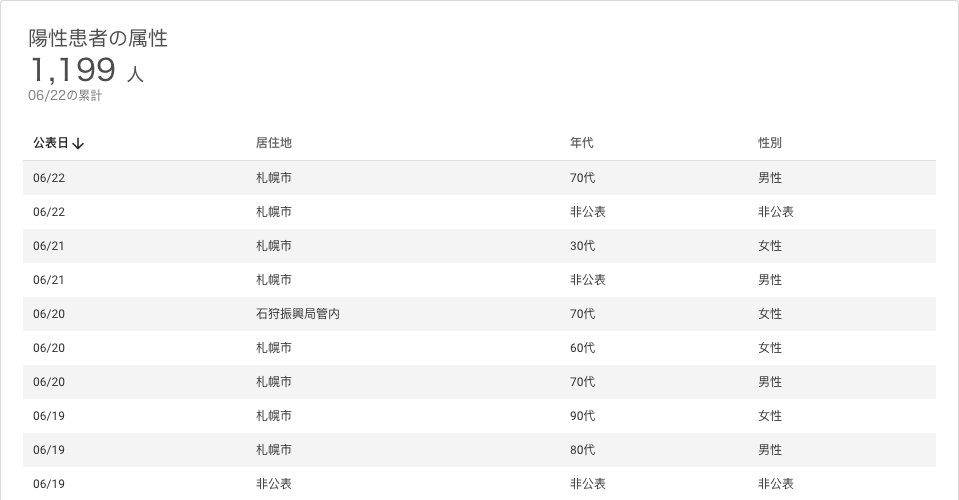 陽性患者の属性
1,199 人
06/22の累計
公表日↓ 居住地 年代 性別
06/22 札幌市 70代 男性
06/22 札幌市 非公表 非公表
06/21 札幌市 30代 女性
06/21 札幌市 非公表 男性
06/20 石狩振興局管内 70代 女性
06/20 札幌市 60代 女性
06/20 札幌市 70代 男性
06/19 札幌市 90代 女性
06/19 札幌市 80代 男性
06/19 非公表 非公表 非公表